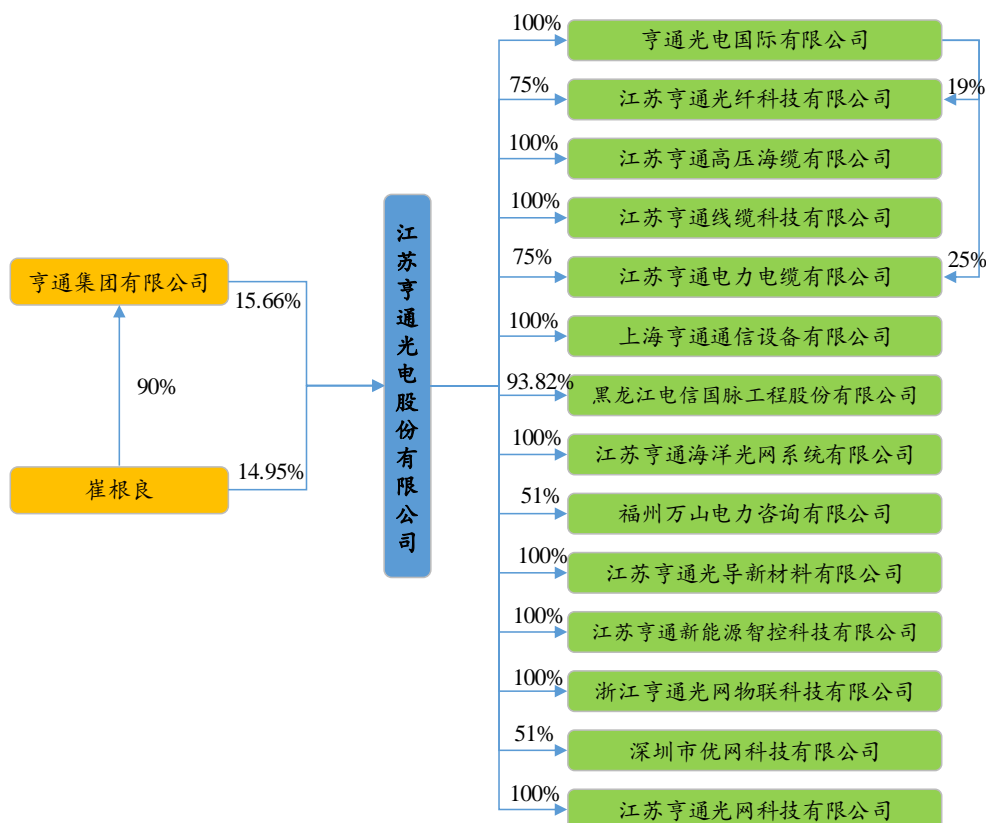 100%
亨通光电国际有限公司
75%
江苏亨通光纤科技有限公司
19%
100%
江苏亨通高压海缆有限公司
100%
江苏亨通线缆科技有限公司
75%
江苏亨通电力电缆有限公司
25%
亨通集团有限公司
15.66%
90%
崔根良
14.95%
江苏亨通光电股份有限公司
100%
上海亨通通信设备有限公司
93.82%
黑龙江电信国脉工程股份有限公司
100%
江苏亨通海洋光网系统有限公司
51%
福州万山电力咨询有限公司
100%
江苏亨通光导新材料有限公司
100%
江苏亨通新能源智控科技有限公司
100%
浙江亨通光网物联科技有限公司
51%
深圳市优网科技有限公司
100%
江苏亨通光网科技有限公司